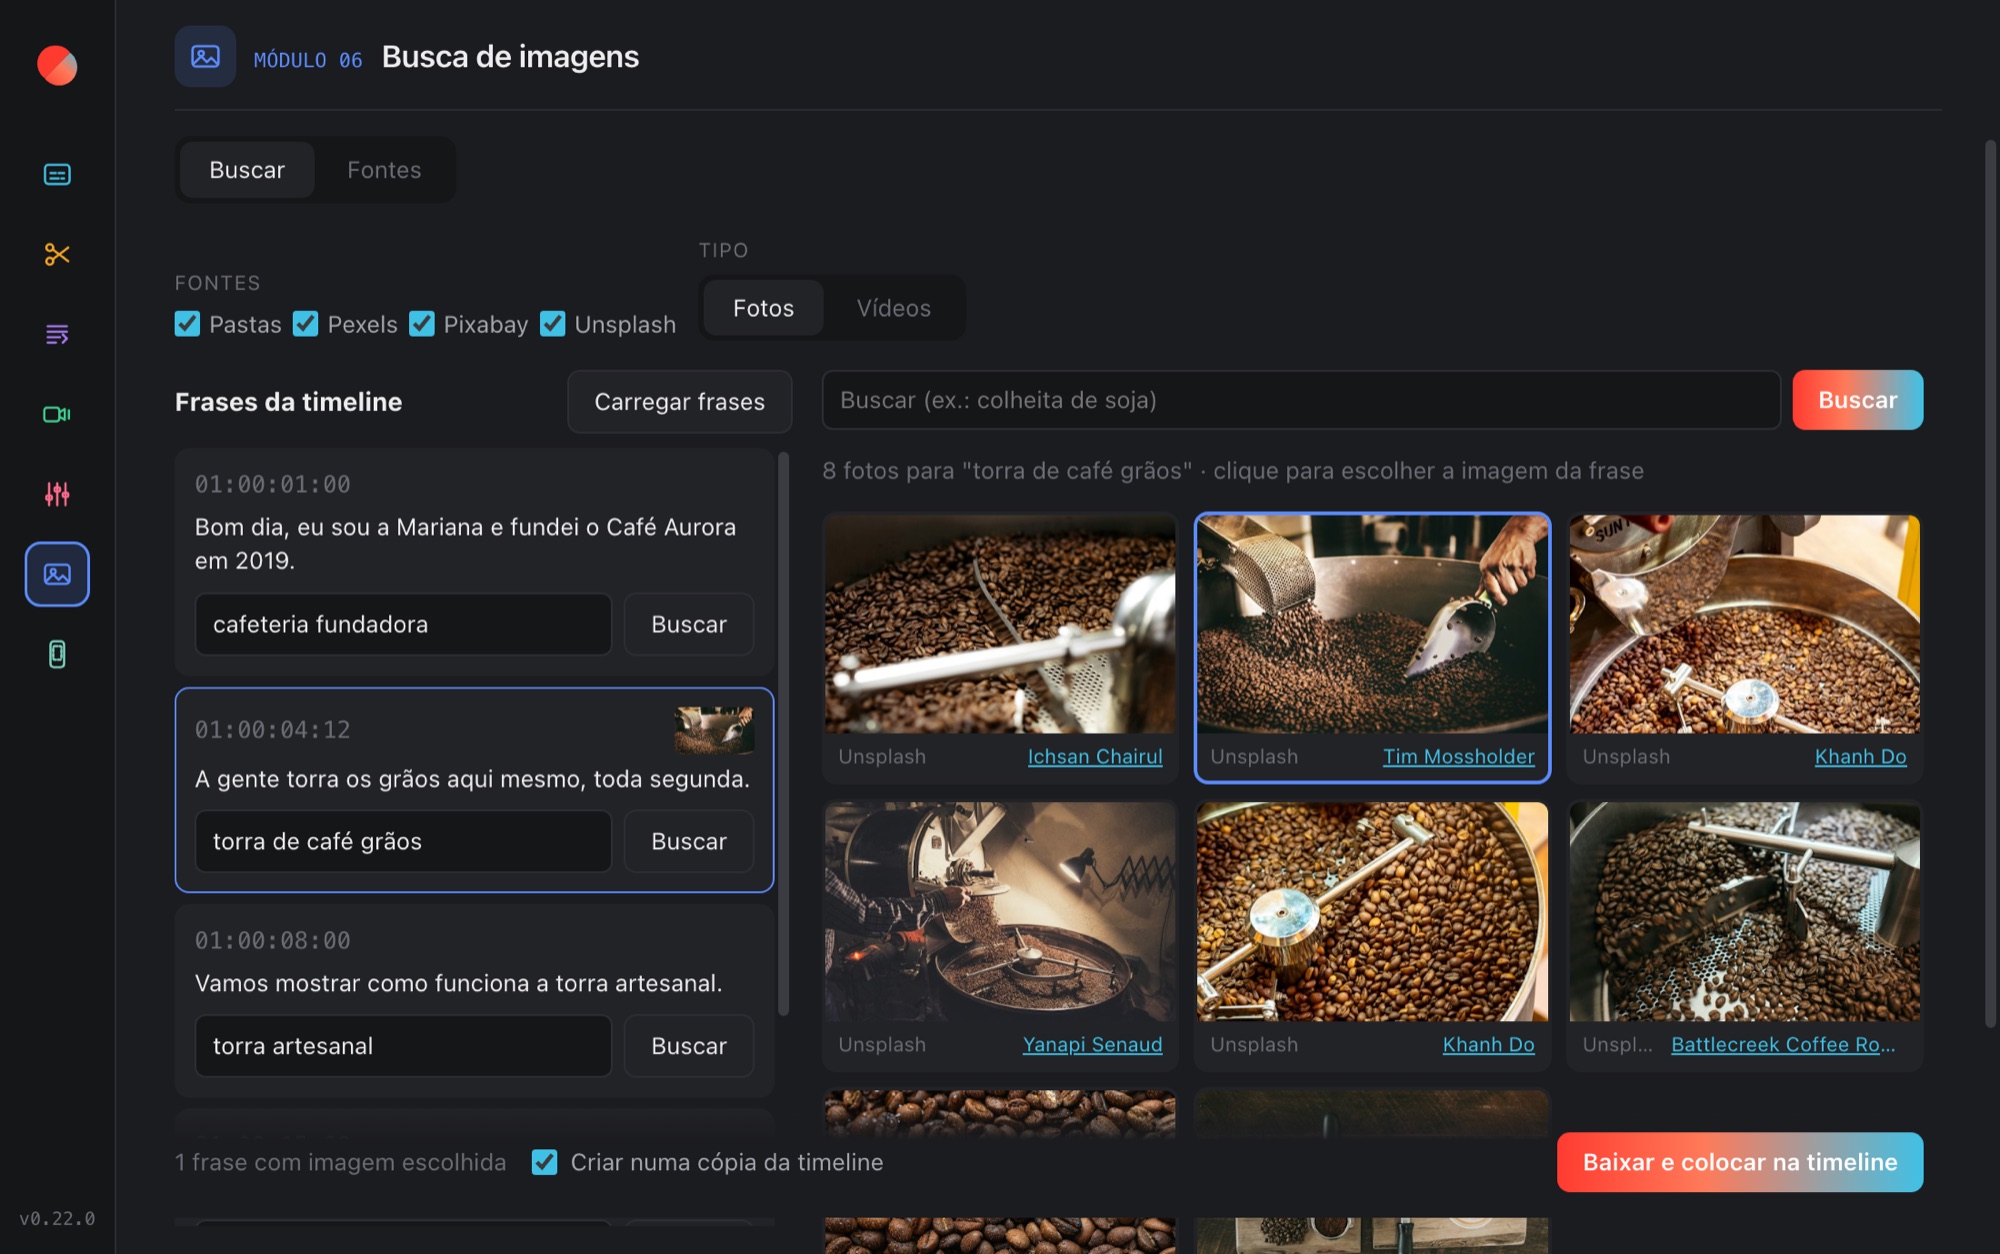 MÓDULO 06 Busca de imagens
Buscar Fontes
TIPO
FONTES
Fotos Vídeos
Pastas Pexels Pixabay Unsplash
Frases da timeline Carregar frases
Buscar (ex.: colheita de soja) Buscar
01:00:01:00
Bom dia, eu sou a Mariana e fundei o Café Aurora
em 2019.
cafeteria fundadora Buscar
01:00:04:12
A gente torra os grãos aqui mesmo, toda segunda.
torra de café grãos Buscar
01:00:08:00
Vamos mostrar como funciona a torra artesanal.
torra artesanal Buscar
8 fotos para "torra de café grãos" · clique para escolher a imagem da frase
SUN
Unsplash Ichsan Chairul
Unsplash Tim Mossholder
Unsplash Khanh Do
Unsplash Yanapi Senaud
Unsplash Khanh Do
Unspl... Battlecreek Coffee Ro...
1 frase com imagem escolhida Criar numa cópia da timeline
Baixar e colocar na timeline
v0.22.0